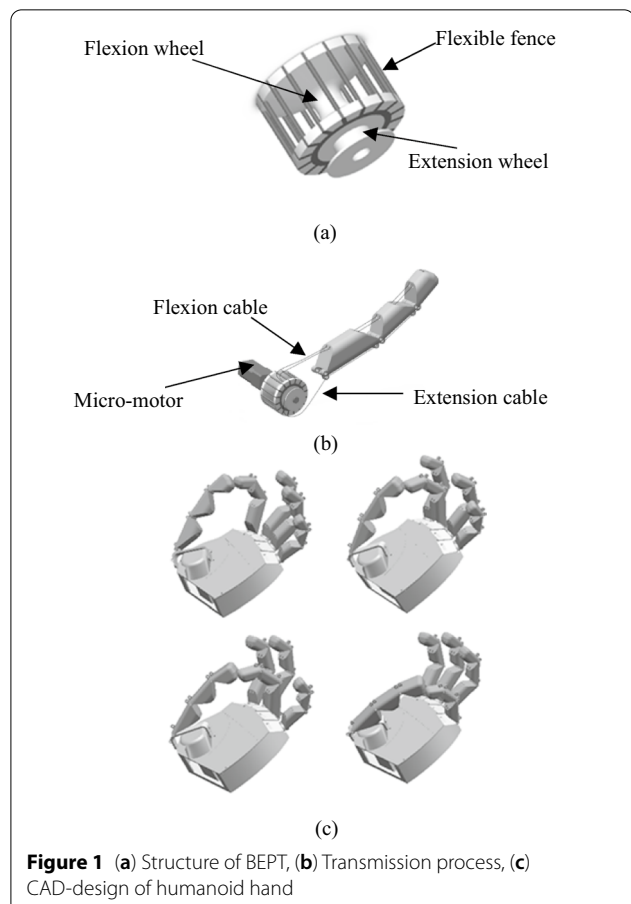 Flexion wheel
Flexible fence
Extension wheel
(a)
Flexion cable
Micro-motor
Extension cable
(b)
(c)
Figure 1 (a) Structure of BEPT, (b) Transmission process, (c)
CAD-design of humanoid hand